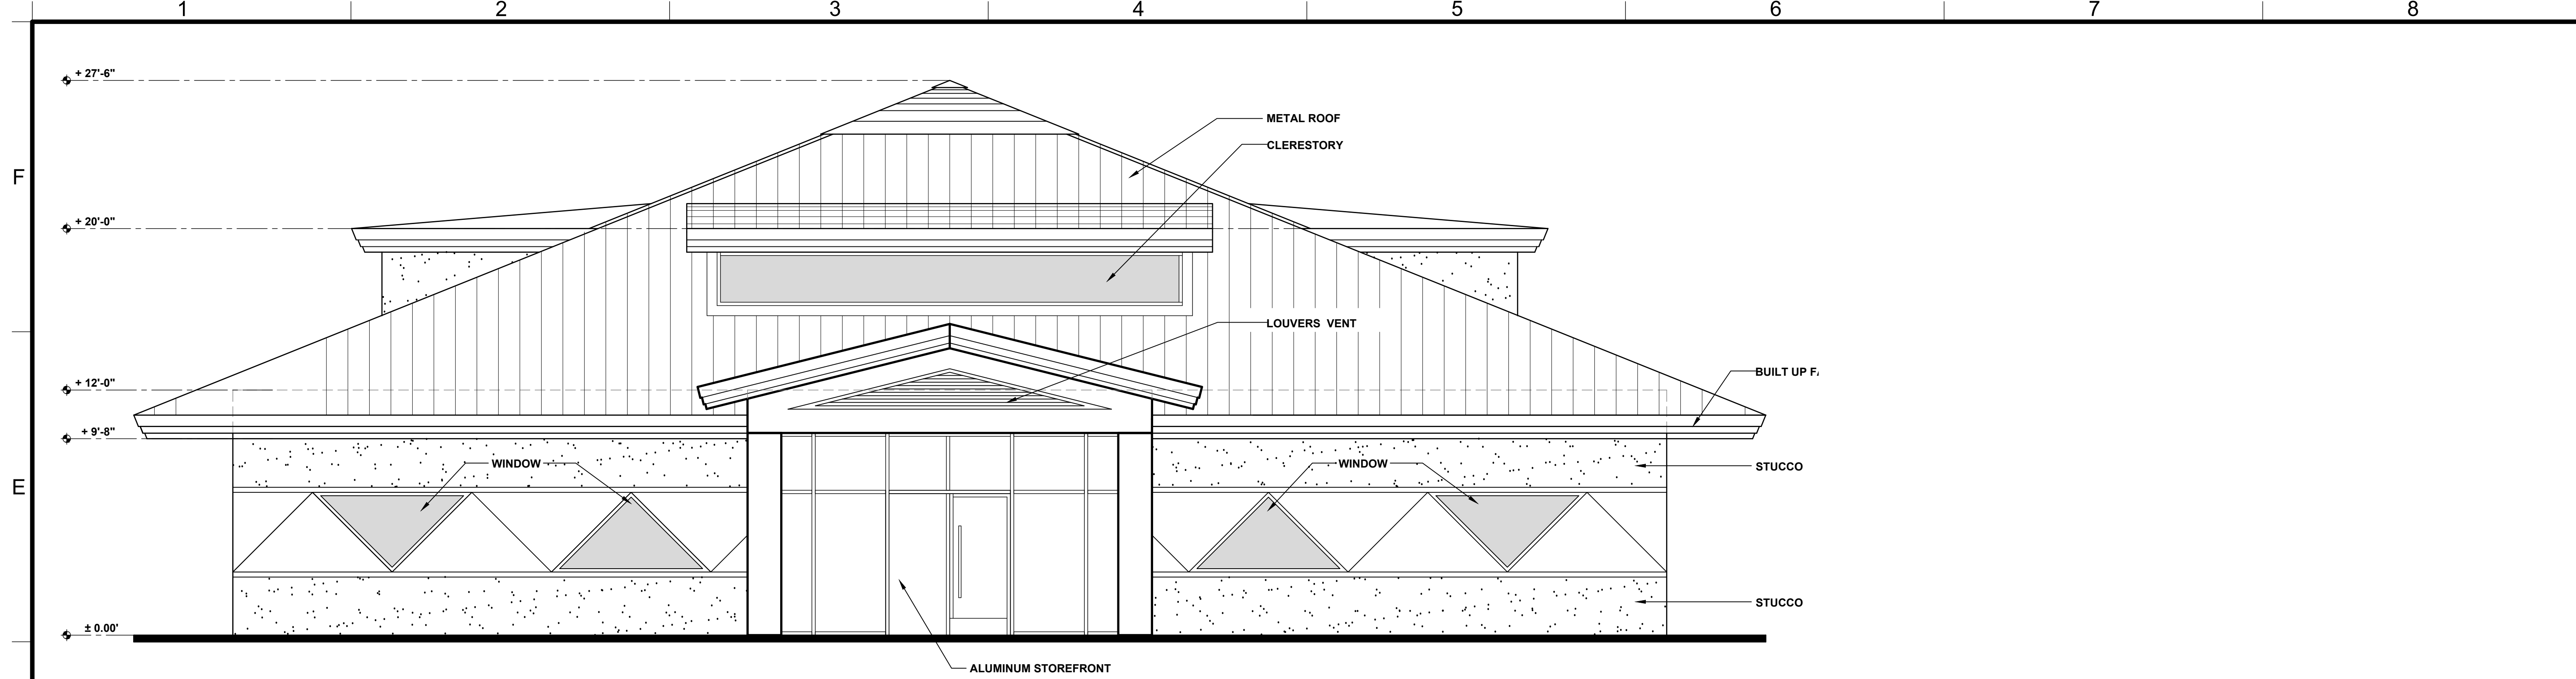 1 2 3 4 5 6 7 8
+ 27'-6"
METAL ROOF
CLERESTORY
F
+ 20'-0"
LOUVERS VENT
BUILT UP
+ 12'-0"
+ 9'-8"
WINDOW
WINDOW
STUCCO
E
STUCCO
± 0.00'
ALUMINUM STOREFRONT